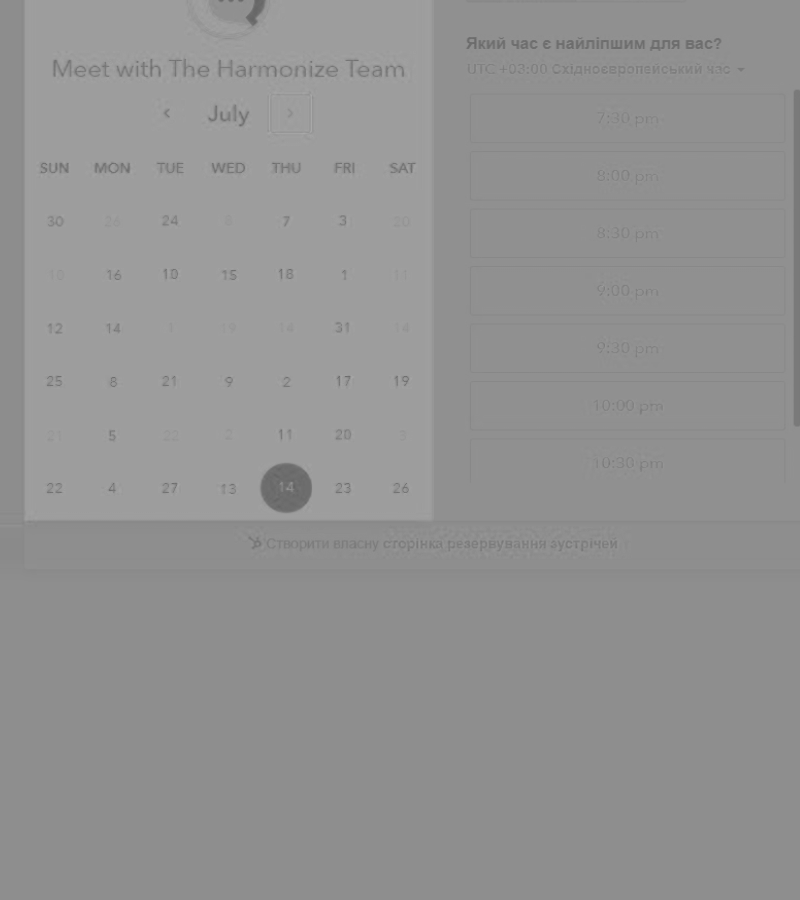 Який час є найліпшим для вас?
Meet with The Harmonize Team
UTC +03:00 Східноєвропейський час
‹ July ›
SUN MON TUE WED THU FRI SAT
30 26 24 7 3 20
16 10 15 18 1 11
12 14 1 19 14 31 14
25 8 21 9 2 17 19
21 5 22 2 11 20 3
22 4 27 13 14 23 26
7:30 pm
8:00 pm
8:30 pm
9:00 pm
9:30 pm
10:00 pm
10:30 pm
Створити власну сторінка резервування зустрічей